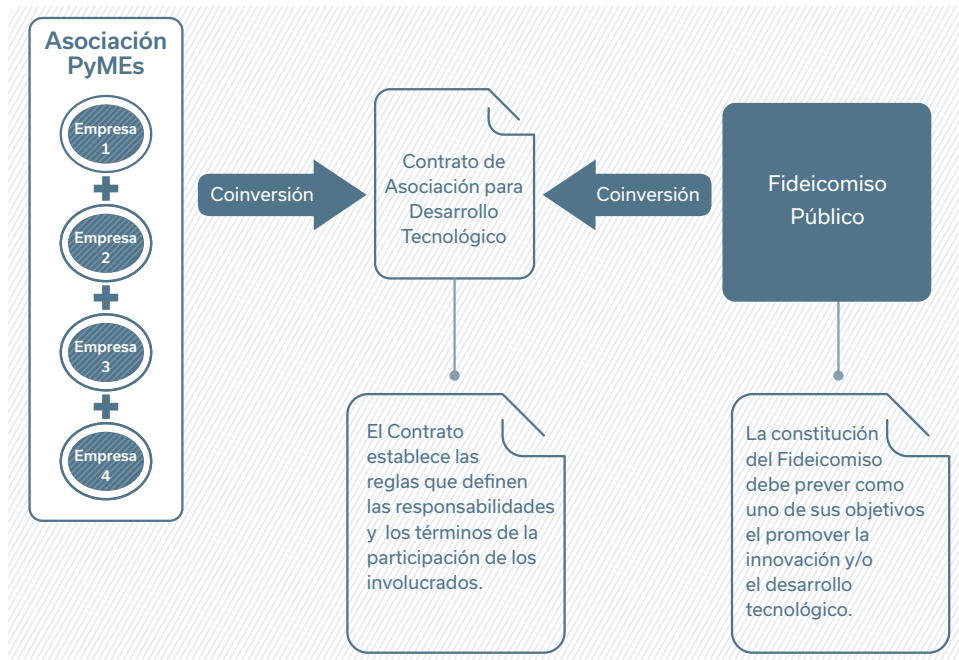 Asociación
PyMEs
Empresa
1
Empresa
2
Empresa
3
Empresa
4
Coinversión
Contrato de
Asociación para
Desarrollo
Tecnológico
Coinversión
Fideicomiso
Público
El Contrato
establece las
reglas que definen
las responsabilidades
y los términos de la
participación de los
involucrados.
La constitución
del Fideicomiso
debe prever como
uno de sus objetivos
el promover la
innovación y/o
el desarrollo
tecnológico.